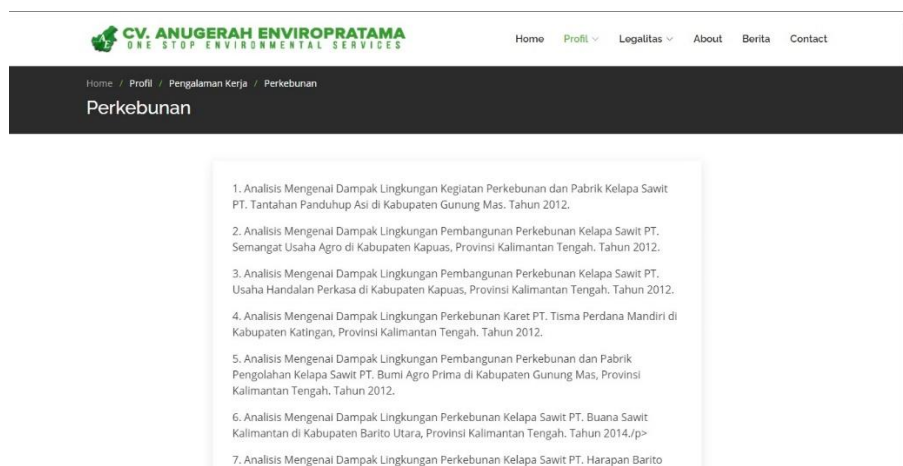 CV. ANUGERAH ENVIROPRATAMA
ONE STOP ENVIRONMENTAL SERVICES
Home Profil Legalitas About Berita Contact
Home / Profil / Pengalaman Kerja / Perkebunan
Perkebunan
1. Analisis Mengenai Dampak Lingkungan Kegiatan Perkebunan dan Pabrik Kelapa Sawit
PT. Tantahan Panduhup Asi di Kabupaten Gunung Mas. Tahun 2012.
2. Analisis Mengenai Dampak Lingkungan Pembangunan Perkebunan Kelapa Sawit PT.
Semangat Usaha Agro di Kabupaten Kapuas, Provinsi Kalimantan Tengah. Tahun 2012.
3. Analisis Mengenai Dampak Lingkungan Pembangunan Perkebunan Kelapa Sawit PT.
Usaha Handalan Perkasa di Kabupaten Kapuas, Provinsi Kalimantan Tengah. Tahun 2012.
4. Analisis Mengenai Dampak Lingkungan Perkebunan Karet PT. Tisma Perdana Mandiri di
Kabupaten Katingan, Provinsi Kalimantan Tengah. Tahun 2012.
5. Analisis Mengenai Dampak Lingkungan Pembangunan Perkebunan dan Pabrik
Pengolahan Kelapa Sawit PT. Bumi Agro Prima di Kabupaten Gunung Mas, Provinsi
Kalimantan Tengah. Tahun 2012.
6. Analisis Mengenai Dampak Lingkungan Perkebunan Kelapa Sawit PT. Buana Sawit
Kalimantan di Kabupaten Barito Utara, Provinsi Kalimantan Tengah. Tahun 2014./p>
7. Analisis Mengenai Dampak Lingkungan Perkebunan Kelapa Sawit PT. Harapan Barito